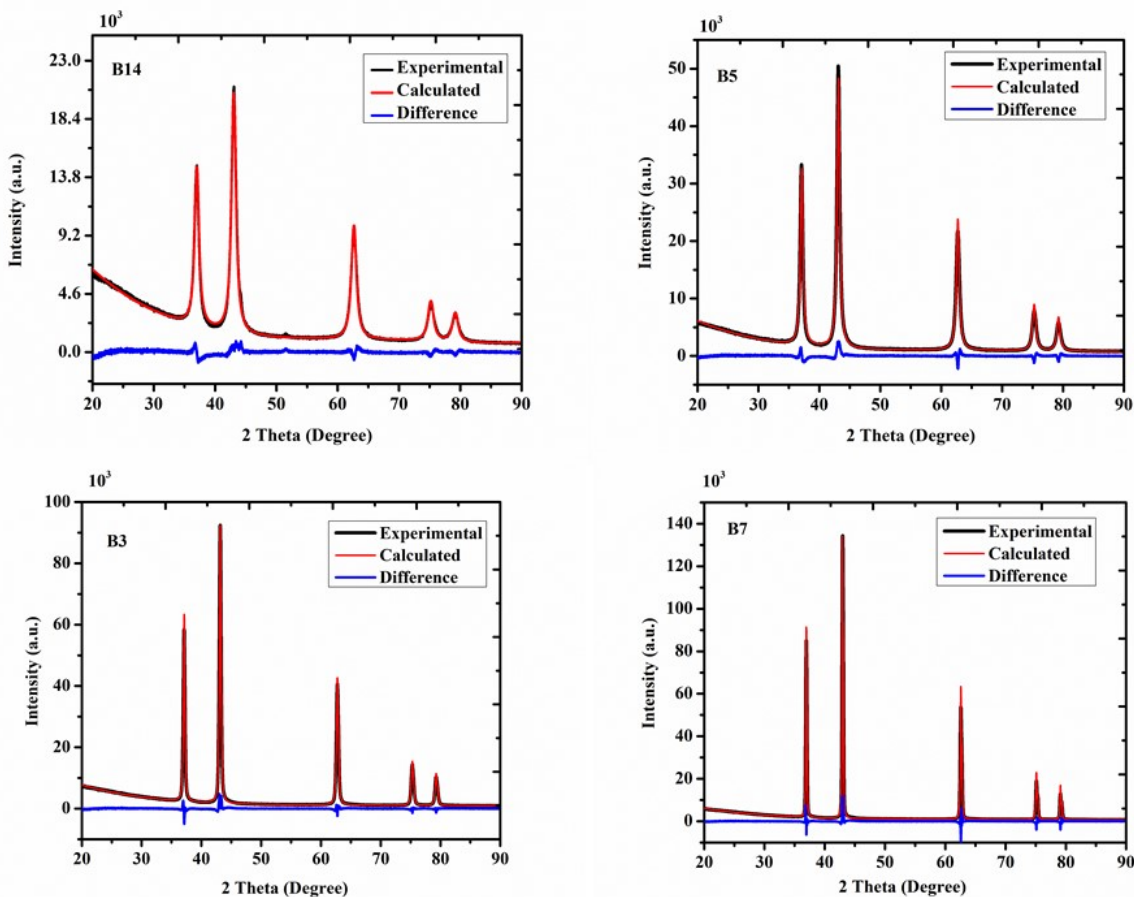 10³
B14
Experimental
Calculated
Difference
23.0
18.4
13.8
9.2
4.6
0.0
Intensity (a.u.)
20 30 40 50 60 70 80 90
2 Theta (Degree)
10³
B5
Experimental
Calculated
Difference
50
40
30
20
10
0
Intensity (a.u.)
20 30 40 50 60 70 80 90
2 Theta (Degree)
10³
B3
Experimental
Calculated
Difference
100
80
60
40
20
0
Intensity (a.u.)
20 30 40 50 60 70 80 90
2 Theta (Degree)
10³
B7
Experimental
Calculated
Difference
140
120
100
80
60
40
20
0
Intensity (a.u.)
20 30 40 50 60 70 80 90
2 Theta (Degree)